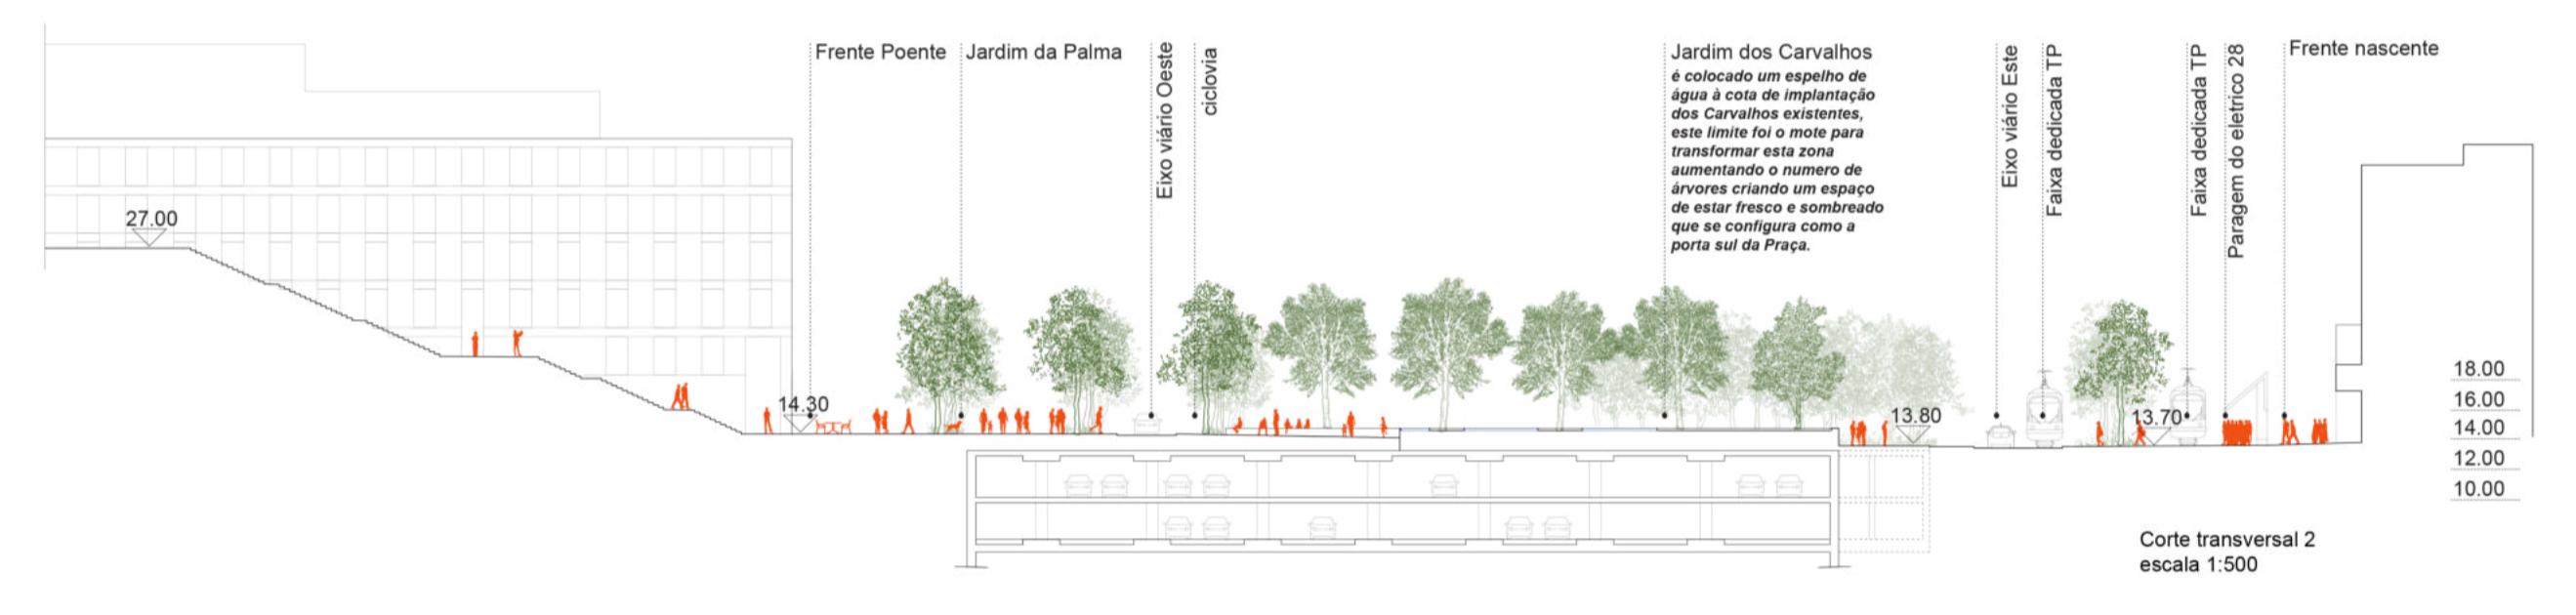 Frente Poente
Jardim da Palma
Eixo viário Oeste
ciclovia
Jardim dos Carvalhos
é colocado um espelho de
água à cota de implantação
dos Carvalhos existentes,
este limite foi o mote para
transformar esta zona
aumentando o numero de
árvores criando um espaço
de estar fresco e sombreado
que se configura como a
porta sul da Praça.
Eixo viário Este
Faixa dedicada TP
Faixa dedicada TP
Paragem do eletrico 28
Frente nascente
27.00
14.30
13.80
13.70
18.00
16.00
14.00
12.00
10.00
Corte transversal 2
escala 1:500